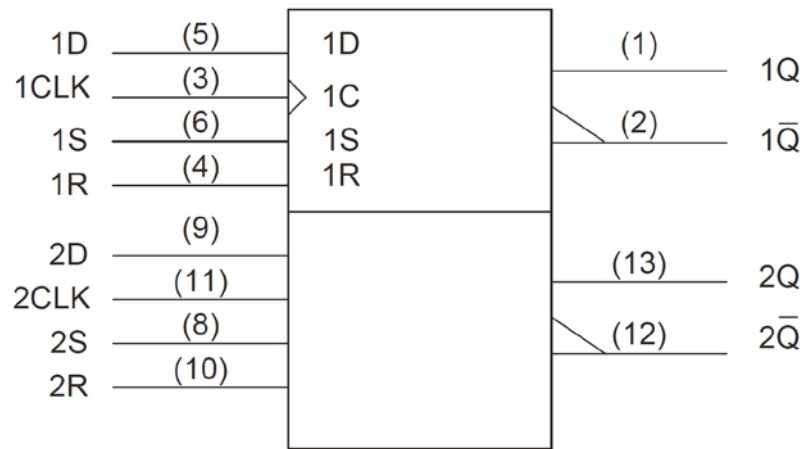 1D (5) 1D (1) 1Q
1CLK (3) 1C
1S (6) 1S (2) 1Q̅
1R (4) 1R
2D (9)
2CLK (11) (13) 2Q
2S (8) (12) 2Q̅
2R (10)